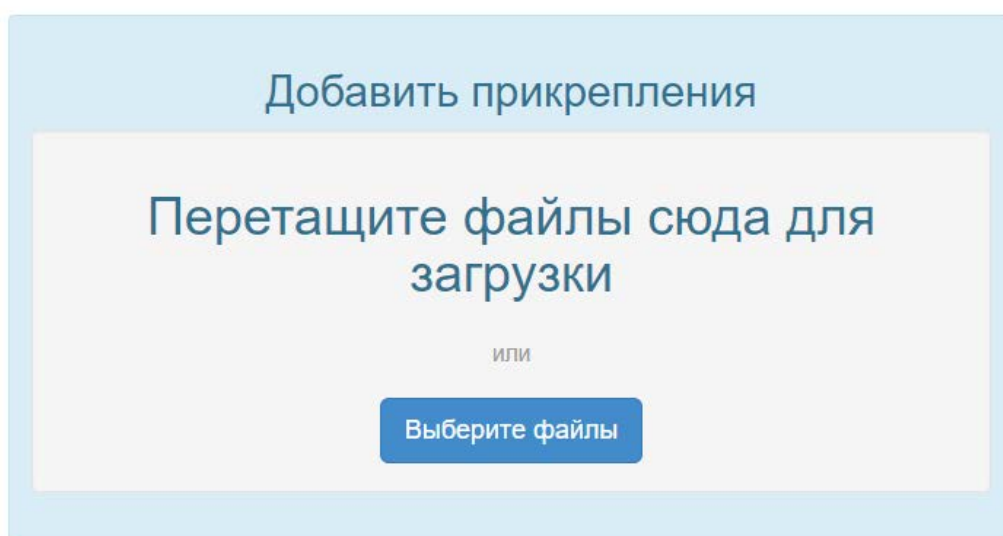 Добавить прикрепления
Перетащите файлы сюда для
загрузки
или
Выберите файлы